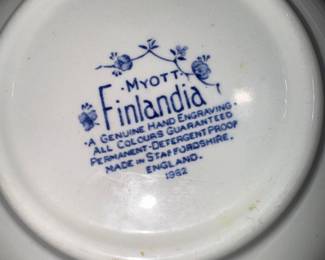 · MYOTT ·
Finlandia
· A GENUINE HAND ENGRAVING ·
ALL COLOURS GUARANTEED
PERMANENT-DETERGENT PROOF
MADE IN STAFFORDSHIRE.
ENGLAND.
1982